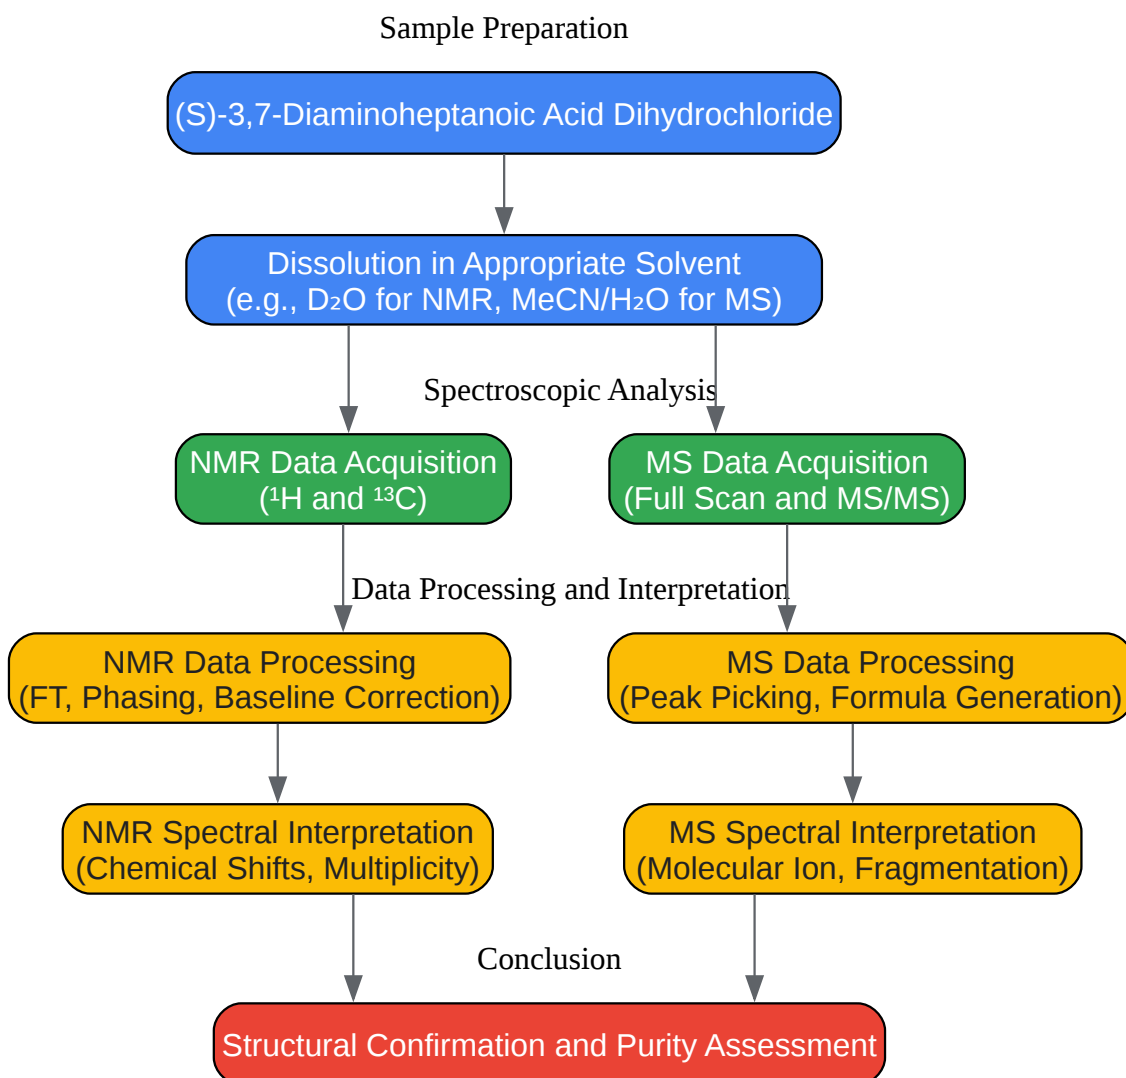 Sample Preparation
(S)-3,7-Diaminoheptanoic Acid Dihydrochloride
Dissolution in Appropriate Solvent
(e.g., D₂O for NMR, MeCN/H₂O for MS)
Spectroscopic Analysis
NMR Data Acquisition
(¹H and ¹³C)
MS Data Acquisition
(Full Scan and MS/MS)
Data Processing and Interpretation
NMR Data Processing
(FT, Phasing, Baseline Correction)
MS Data Processing
(Peak Picking, Formula Generation)
NMR Spectral Interpretation
(Chemical Shifts, Multiplicity)
MS Spectral Interpretation
(Molecular Ion, Fragmentation)
Conclusion
Structural Confirmation and Purity Assessment